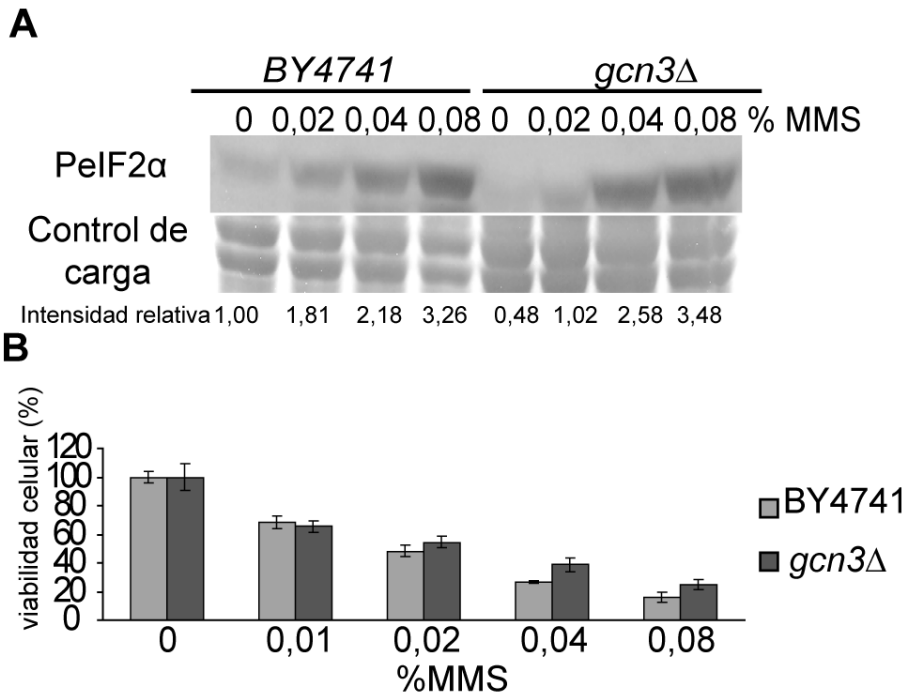 A
BY4741 gcn3Δ
0 0,02 0,04 0,08 0 0,02 0,04 0,08 % MMS
PeIF2α
Control de
carga
Intensidad relativa 1,00 1,81 2,18 3,26 0,48 1,02 2,58 3,48
B
viabilidad celular (%)
120
100
80
60
40
20
0
BY4741
gcn3Δ
0 0,01 0,02 0,04 0,08
%MMS